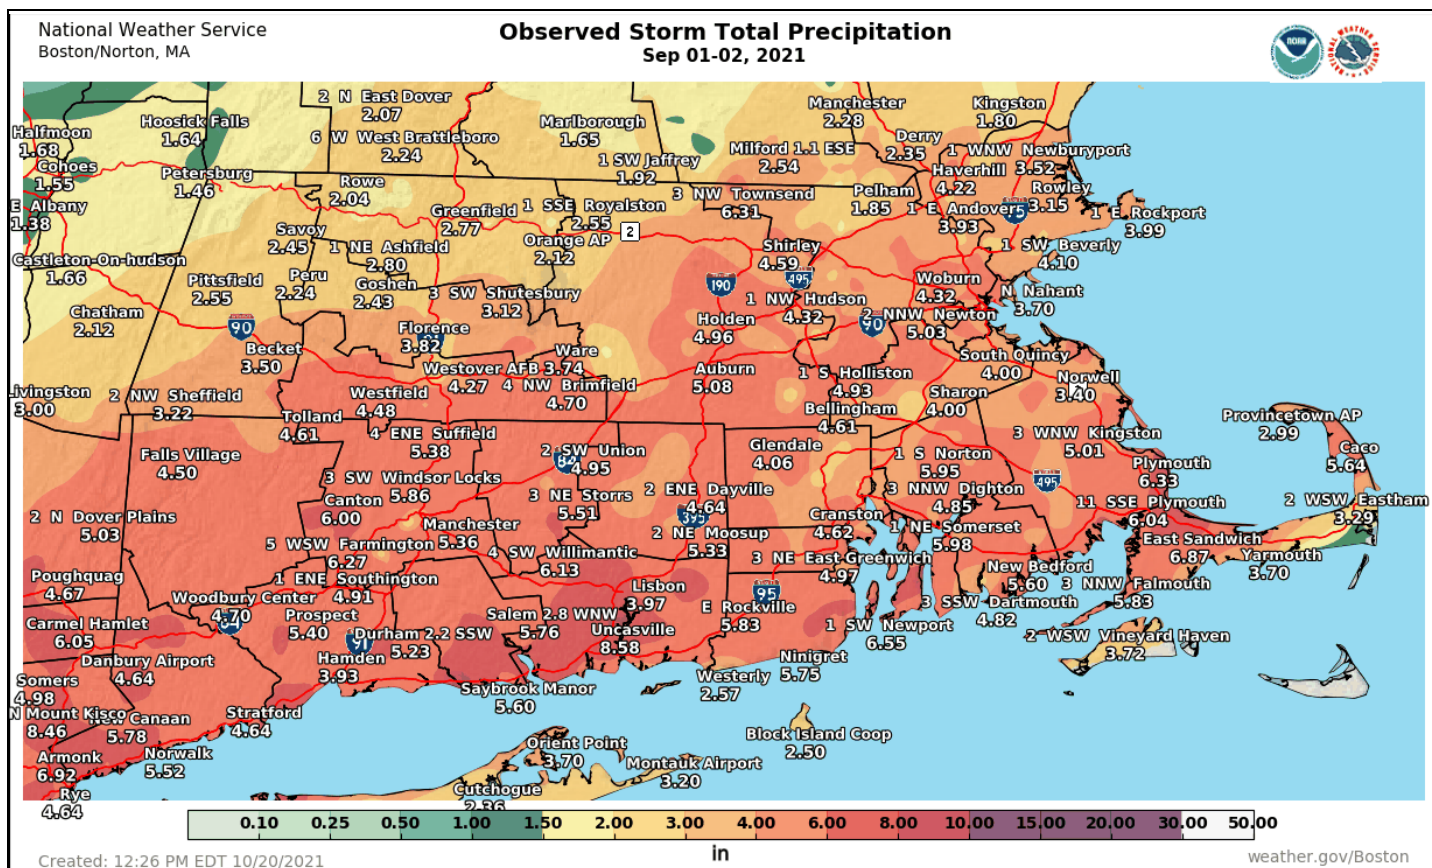 National Weather Service
Boston/Norton, MA
Observed Storm Total Precipitation
Sep 01-02, 2021
NOAA
NATIONAL WEATHER SERVICE
2 N East Dover
2.07
Manchester
2.28
Kingston
1.80
Halfmoon
1.68
Hoosick Falls
1.64
6 W West Brattleboro
2.24
Marlborough
1.65
Derry
2.35
Milford 1.1 ESE
2.54
1 WNW Newburyport
3.52
Cohoes
1.55
Petersburg
1.46
1 SW Jaffrey
1.92
Haverhill
4.22
Rowe
2.04
3 NW Townsend
6.31
Pelham
1.85
Rowley
3.15
E Albany
1.38
Greenfield
2.77
1 SSE Royalston
2.55
1 E Andover
3.93
1 E Rockport
3.99
Savoy
2.45
1 NE Ashfield
2.80
Orange AP
2.12
2
Shirley
4.59
1 SW Beverly
4.10
Castleton-On-hudson
1.66
Pittsfield
2.55
Peru
2.24
Goshen
2.43
3 SW Shutesbury
3.12
190
495
Woburn
4.32
N Nahant
3.70
Chatham
2.12
90
Florence
3.82
1 NW Hudson
4.32
Holden
4.96
90
2 NNW Newton
5.03
Becket
3.50
Ware
3.74
Westover AFB
4.27
4 NW Brimfield
4.70
Auburn
5.08
1 S Holliston
4.93
South Quincy
4.00
Norwell
3.40
Livingston
3.00
2 NW Sheffield
3.22
Westfield
4.48
Sharon
4.00
Bellingham
4.61
Provincetown AP
2.99
Tolland
4.61
4 ENE Suffield
5.38
Glendale
4.06
3 WNW Kingston
5.01
Caco
5.64
Falls Village
4.50
2 SW Union
4.95
84
1 S Norton
5.95
Plymouth
6.33
3 SW Windsor Locks
5.86
3 NE Storrs
5.51
2 ENE Dayville
4.64
3 NNW Dighton
4.85
495
11 SSE Plymouth
6.04
2 WSW Eastham
3.29
Canton
6.00
2 N Dover Plains
5.03
Manchester
5.36
395
Cranston
4.62
1 NE Somerset
5.98
East Sandwich
6.87
5 WSW Farmington
6.27
4 SW Willimantic
6.13
2 NE Moosup
5.33
3 NE East Greenwich
4.97
Yarmouth
3.70
Poughquag
4.67
1 ENE Southington
4.91
Lisbon
3.97
95
New Bedford
5.60
3 NNW Falmouth
5.83
Woodbury Center
4.70
Prospect
5.40
Salem 2.8 WNW
5.76
E Rockville
5.83
3 SSW Dartmouth
4.82
Carmel Hamlet
6.05
91
Durham 2.2 SSW
5.23
Uncasville
8.58
1 SW Newport
6.55
2 WSW Vineyard Haven
3.72
Danbury Airport
4.64
Hamden
3.93
Ninigret
5.75
Somers
4.98
Westerly
2.57
Saybrook Manor
5.60
N Mount Kisco
8.46
New Canaan
5.78
Stratford
4.64
Block Island Coop
2.50
Armonk
6.92
Norwalk
5.52
Orient Point
3.70
Montauk Airport
3.20
Rye
4.64
Cutchogue
2.36
0.10 0.25 0.50 1.00 1.50 2.00 3.00 4.00 6.00 8.00 10.00 15.00 20.00 30.00 50.00
in
Created: 12:26 PM EDT 10/20/2021
weather.gov/Boston